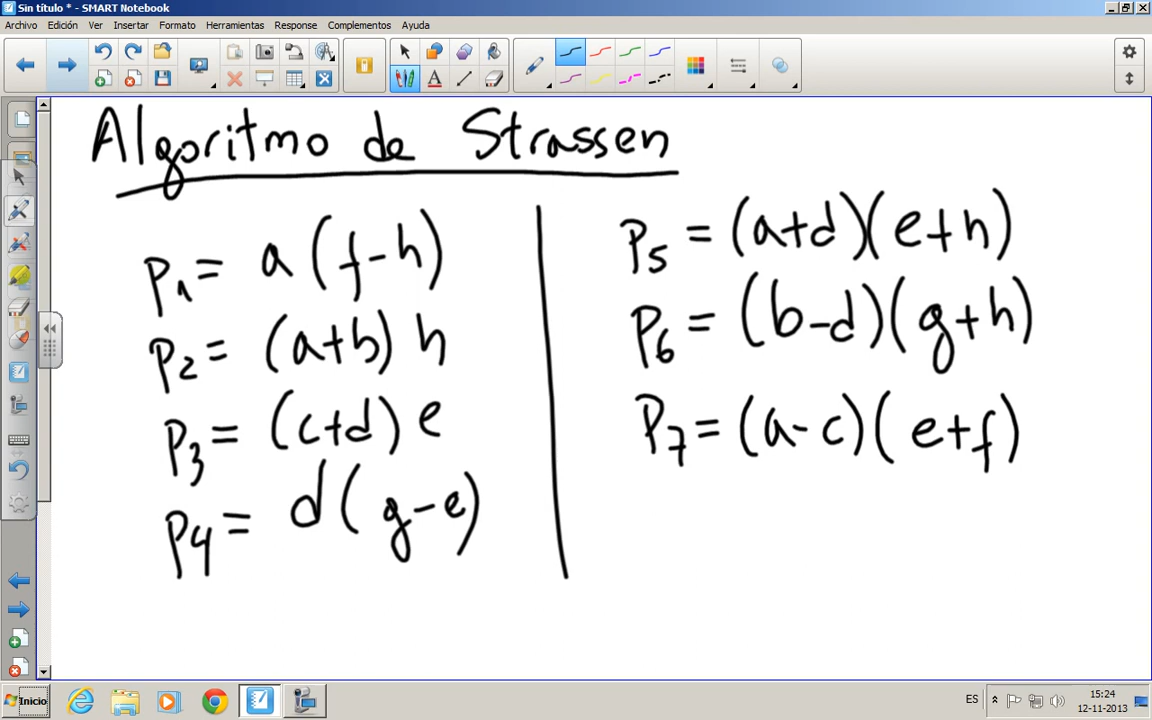 Sin título * - SMART Notebook
Archivo Edición Ver Insertar Formato Herramientas Response Complementos Ayuda
Algoritmo de Strassen
P1 = a (f-h)
P2 = (a+b) h
P3 = (c+d) e
P4 = d ( g-e)
P5 = (a+d)(e+h)
P6 = (b-d)(g+h)
P7 = (a-c)(e+f)
Inicio
ES
15:24
12-11-2013